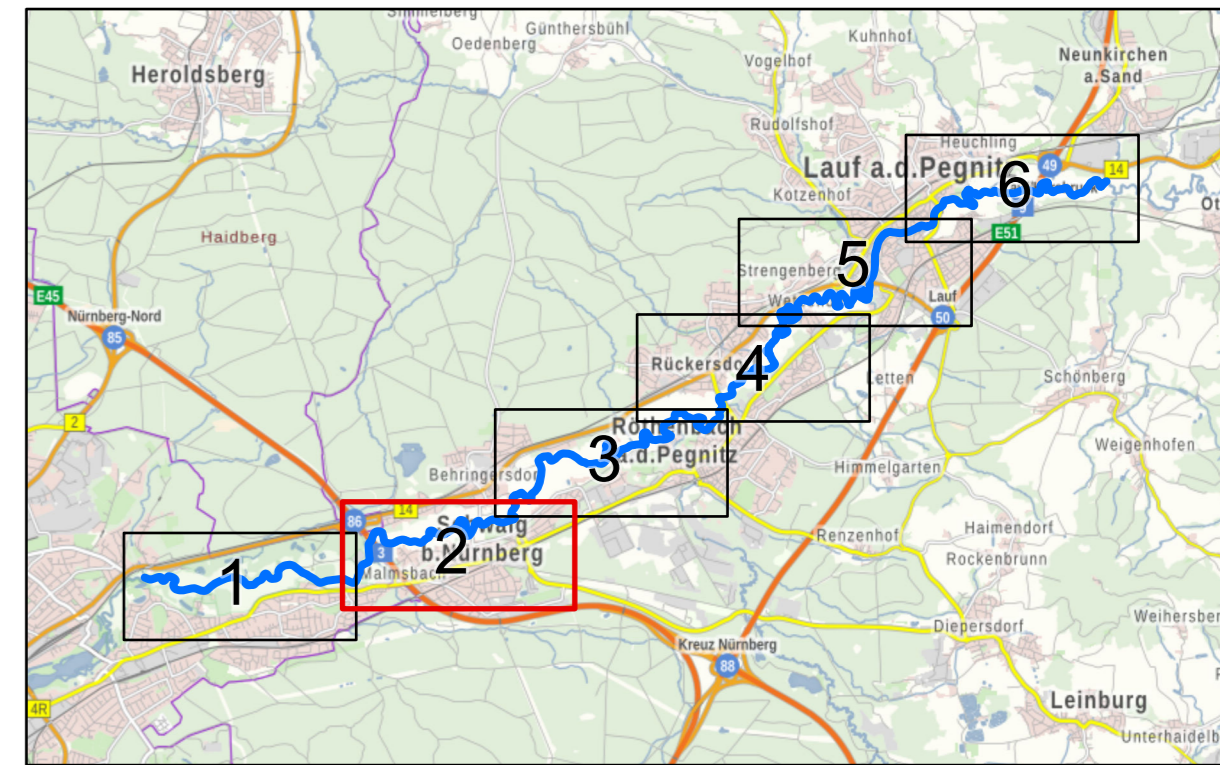 Simmelberg
Günthersbühl
Oedenberg
Kuhnhof
Vogelhof
Neunkirchen
a.Sand
Heroldsberg
Rudolfshof
Heuchling
Lauf a.d.Pegnitz
49
14
6
Kotzenhof
Haidberg
E51
5
Strengenberg
E45
Nürnberg-Nord
85
Lauf
50
Rückersdorf
4
Letten
Schönberg
2
Röthenbach
a.d.Pegnitz
3
Weigenhofen
Behringersdorf
Himmelgarten
86
14
Schwaig
b.Nürnberg
2
3
Malmsbach
1
Renzenhof
Haimendorf
Rockenbrunn
Diepersdorf
Kreuz Nürnberg
88
4R
Leinburg